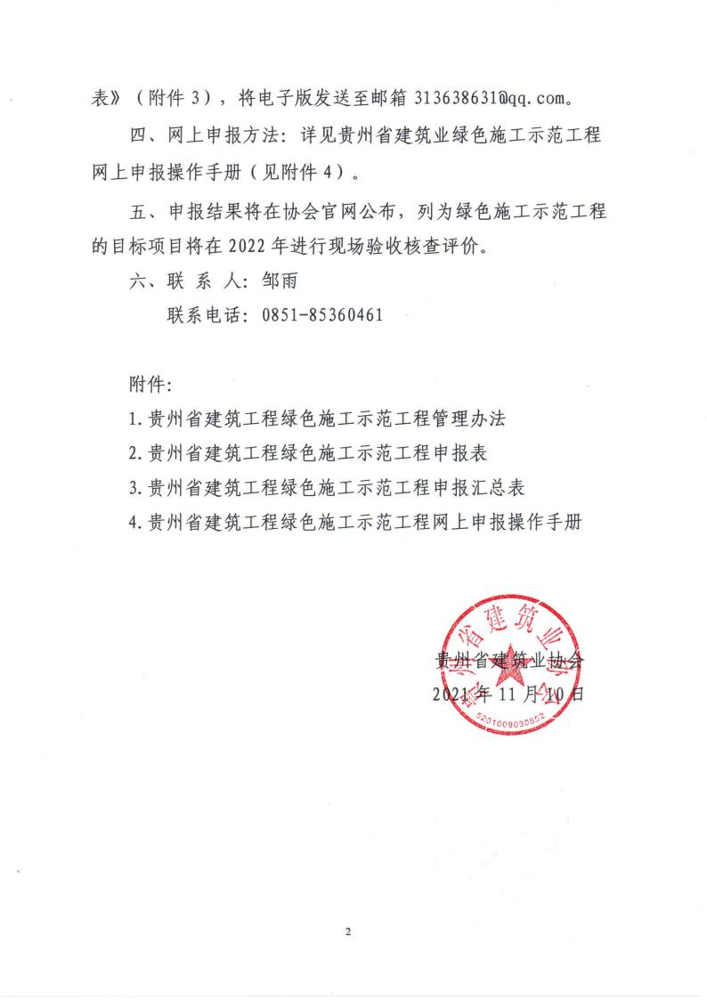 表》（附件 3），将电子版发送至邮箱 313638631@qq.com。
四、网上申报方法：详见贵州省建筑业绿色施工示范工程
网上申报操作手册（见附件 4）。
五、申报结果将在协会官网公布，列为绿色施工示范工程
的目标项目将在 2022 年进行现场验收核查评价。
六、联 系 人：邹雨
联系电话：0851-85360461
附件：
1.贵州省建筑工程绿色施工示范工程管理办法
2.贵州省建筑工程绿色施工示范工程申报表
3.贵州省建筑工程绿色施工示范工程申报汇总表
4.贵州省建筑工程绿色施工示范工程网上申报操作手册
贵州省建筑业协会
贵州省建筑业协会
2021 年 11 月 10 日
5201009030852
2